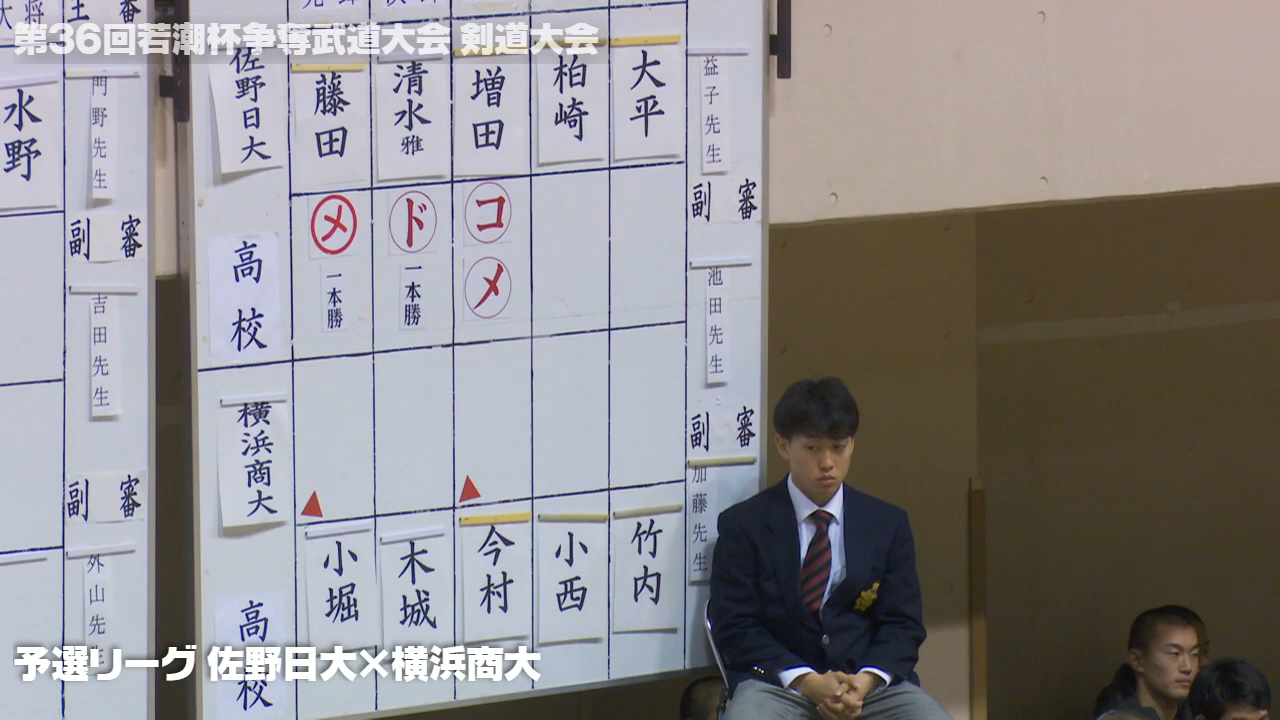 第36回若潮杯争奪武道大会 剣道大会
水野
門野先生
副審
吉田先生
副審
外山先生
佐野日大
高校
藤田
清水雅
増田
柏崎
大平
メ
ド
コ
メ
一本勝
一本勝
横浜商大
高校
小堀
木城
今村
小西
竹内
益子先生
副審
池田先生
副審
加藤先生
予選リーグ 佐野日大×横浜商大